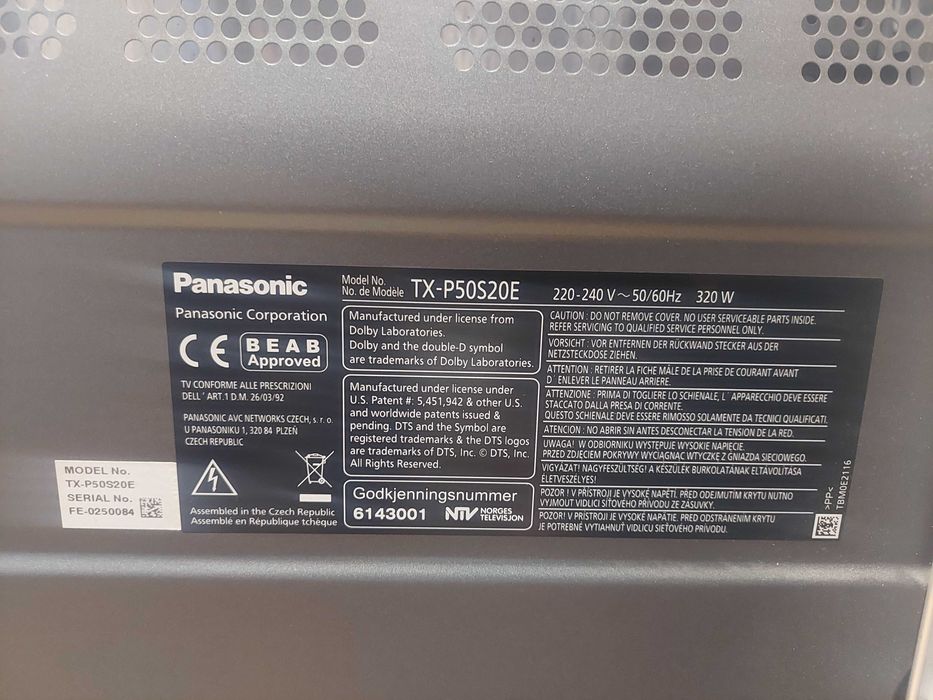 Panasonic
Model No.
No. de Modèle
TX-P50S20E
220-240 V~50/60Hz 320 W
Panasonic Corporation
CE
BEAB
Approved
TV CONFORME ALLE PRESCRIZIONI
DELL' ART.1 D.M. 26/03/92
PANASONIC AVC NETWORKS CZECH, s. r. o.
U PANASONIKU 1, 320 84 PLZEŇ
CZECH REPUBLIC
Assembled in the Czech Republic
Assemblé en République tchèque
Manufactured under license from
Dolby Laboratories.
Dolby and the double-D symbol
are trademarks of Dolby Laboratories.
Manufactured under license under
U.S. Patent #: 5,451,942 & other U.S.
and worldwide patents issued &
pending. DTS and the Symbol are
registered trademarks & the DTS logos
are trademarks of DTS, Inc. © DTS, Inc.
All Rights Reserved.
Godkjenningsnummer
6143001
NTV NORGES
TELEVISJON
CAUTION : DO NOT REMOVE COVER. NO USER SERVICEABLE PARTS INSIDE.
REFER SERVICING TO QUALIFIED SERVICE PERSONNEL ONLY.
VORSICHT : VOR ENTFERNEN DER RÜCKWAND STECKER AUS DER
NETZSTECKDOSE ZIEHEN.
ATTENTION : RETIRER LA FICHE MÂLE DE LA PRISE DE COURANT AVANT
D'ENLEVER LE PANNEAU ARRIERE.
ATTENZIONE : PRIMA DI TOGLIERE LO SCHIENALE, L'APPARECCHIO DEVE ESSERE
STACCATO DALLA PRESA DI CORRENTE.
QUESTO SCHIENALE DEVE ESSERE RIMOSSO SOLAMENTE DA TECNICI QUALIFICATI.
ATENCION : NO ABRIR SIN ANTES DESCONECTAR LA TENSION DE LA RED.
UWAGA! W ODBIORNIKU WYSTĘPUJE WYSOKIE NAPIĘCIE
PRZED ZDJĘCIEM POKRYWY WYCIĄGNĄĆ WTYCZKĘ Z GNIAZDA SIECIOWEGO.
VIGYÁZAT! NAGYFESZÜLTSÉG! A KÉSZÜLÉK BURKOLATÁNAK ELTÁVOLÍTÁSA
ÉLETVESZÉLYES!
POZOR ! V PŘÍSTROJI JE VYSOKÉ NAPĚTÍ. PŘED ODEJMUTÍM KRYTU NUTNO
VYJMOUT VIDLICI SÍŤOVÉHO PŘÍVODU ZE ZÁSUVKY.
POZOR! V PRÍSTROJI JE VYSOKÉ NAPÄTIE. PRED ODSTRANENÍM KRYTU
JE POTREBNÉ VYTIAHNUŤ VIDLICU SIEŤOVÉHO PRÍVODU.
>PP<
TBM0E2116
MODEL No.
TX-P50S20E
SERIAL No.
FE-0250084